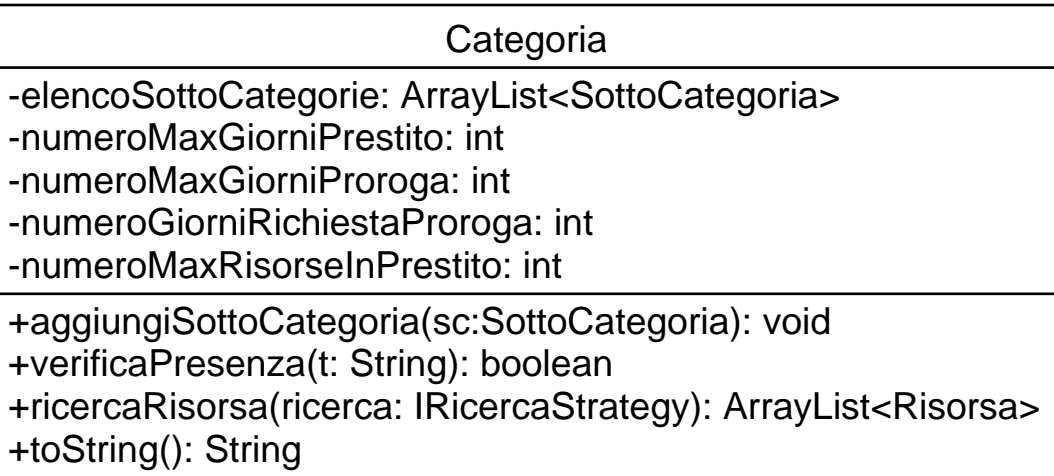 Categoria
-elencoSottoCategorie: ArrayList<SottoCategoria>
-numeroMaxGiorniPrestito: int
-numeroMaxGiorniProroga: int
-numeroGiorniRichiestaProroga: int
-numeroMaxRisorseInPrestito: int
+aggiungiSottoCategoria(sc:SottoCategoria): void
+verificaPresenza(t: String): boolean
+ricercaRisorsa(ricerca: IRicercaStrategy): ArrayList<Risorsa>
+toString(): String